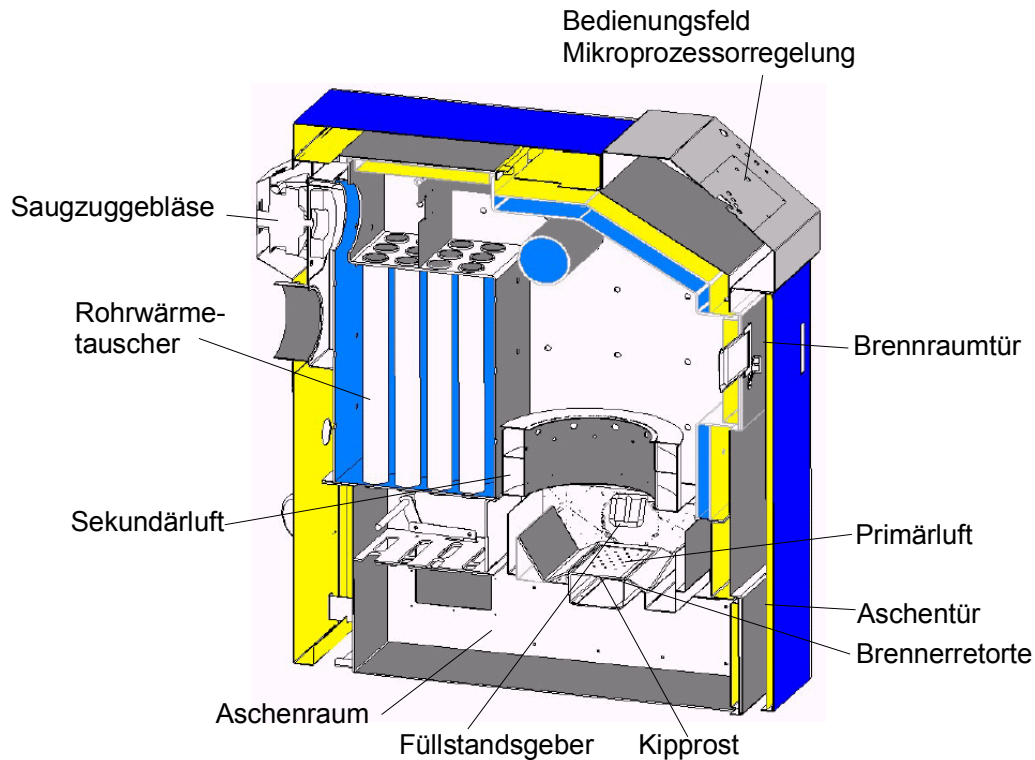 Bedienungsfeld
Mikroprozessorregelung
Saugzuggebläse
Rohrwärme-
tauscher
Brennraumtür
Sekundärluft
Primärluft
Aschentür
Brennerretorte
Aschenraum
Füllstandsgeber
Kipprost